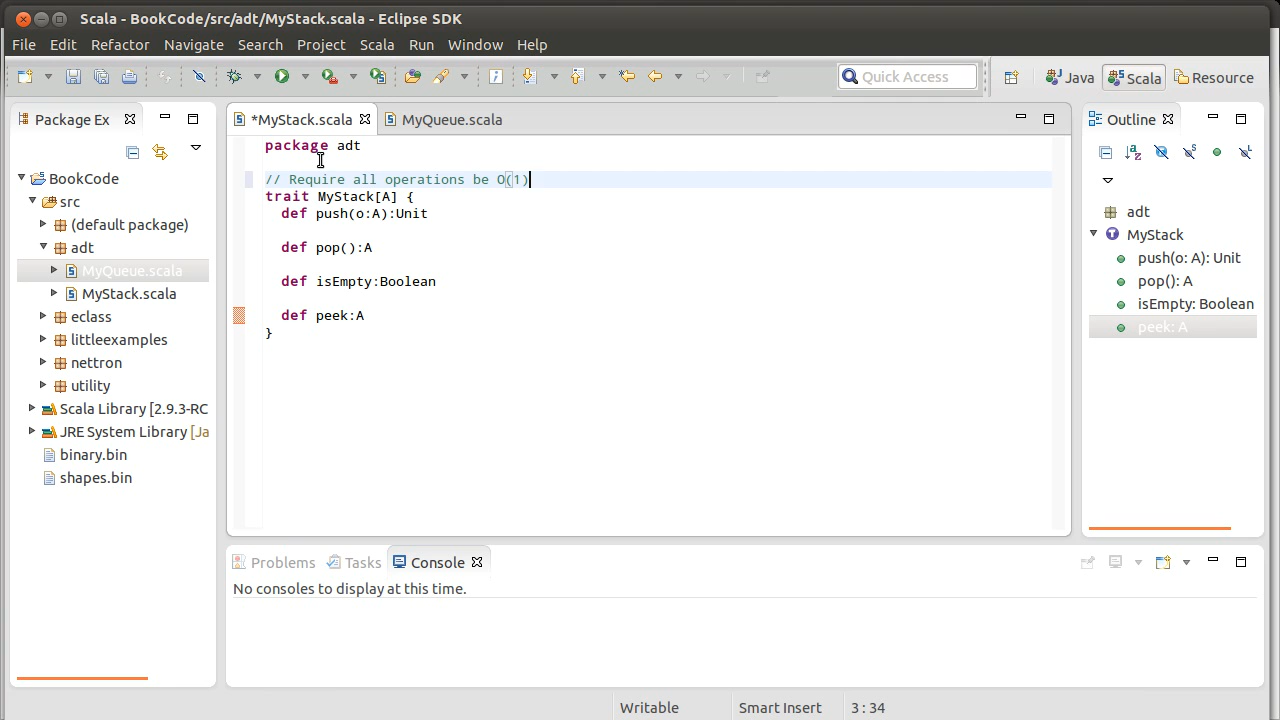 Scala - BookCode/src/adt/MyStack.scala - Eclipse SDK
File Edit Refactor Navigate Search Project Scala Run Window Help
Quick Access
Java
Scala
Resource
Package Ex
*MyStack.scala
MyQueue.scala
Outline
BookCode
src
(default package)
adt
MyQueue.scala
MyStack.scala
eclass
littleexamples
nettron
utility
Scala Library [2.9.3-RC
JRE System Library [Ja
binary.bin
shapes.bin
package adt
// Require all operations be O(1)
trait MyStack[A] {
def push(o:A):Unit
def pop():A
def isEmpty:Boolean
def peek:A
}
adt
MyStack
push(o: A): Unit
pop(): A
isEmpty: Boolean
peek: A
Problems
Tasks
Console
No consoles to display at this time.
Writable
Smart Insert
3 : 34